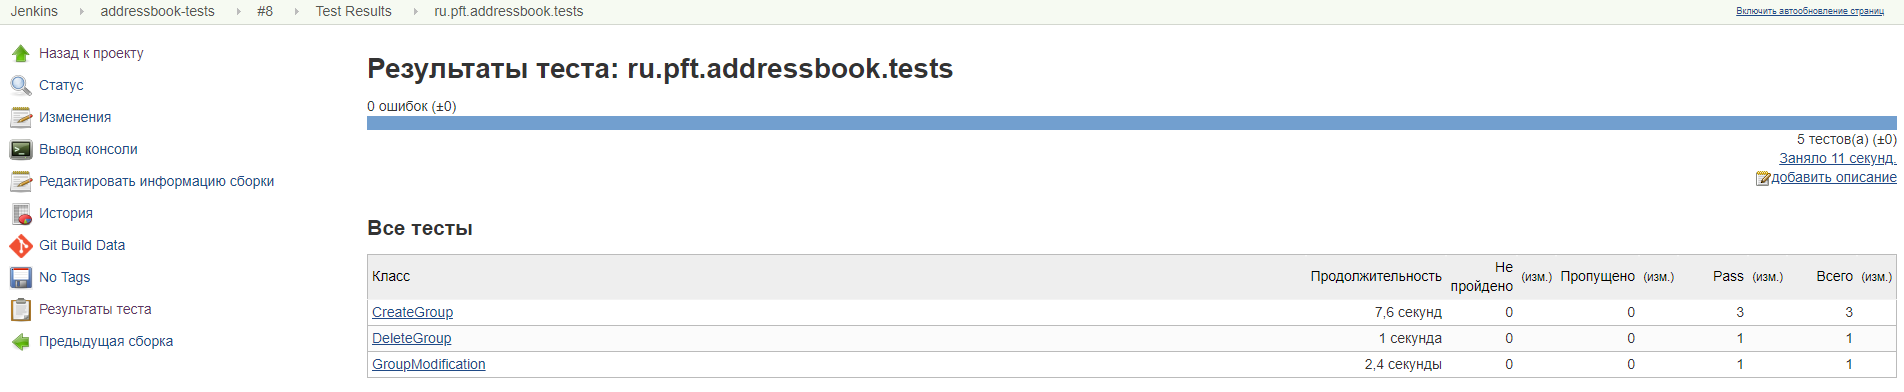 Jenkins addressbook-tests #8 Test Results ru.pft.addressbook.tests Включить автообновление страниц
Назад к проекту
Статус
Изменения
Вывод консоли
Редактировать информацию сборки
История
Git Build Data
No Tags
Результаты теста
Предыдущая сборка
Результаты теста: ru.pft.addressbook.tests
0 ошибок (±0)
5 тестов(а) (±0)
Заняло 11 секунд.
добавить описание
Все тесты
Класс Продолжительность Не пройдено (изм.) Пропущено (изм.) Pass (изм.) Всего (изм.)
CreateGroup 7,6 секунд 0 0 3 3
DeleteGroup 1 секунда 0 0 1 1
GroupModification 2,4 секунды 0 0 1 1